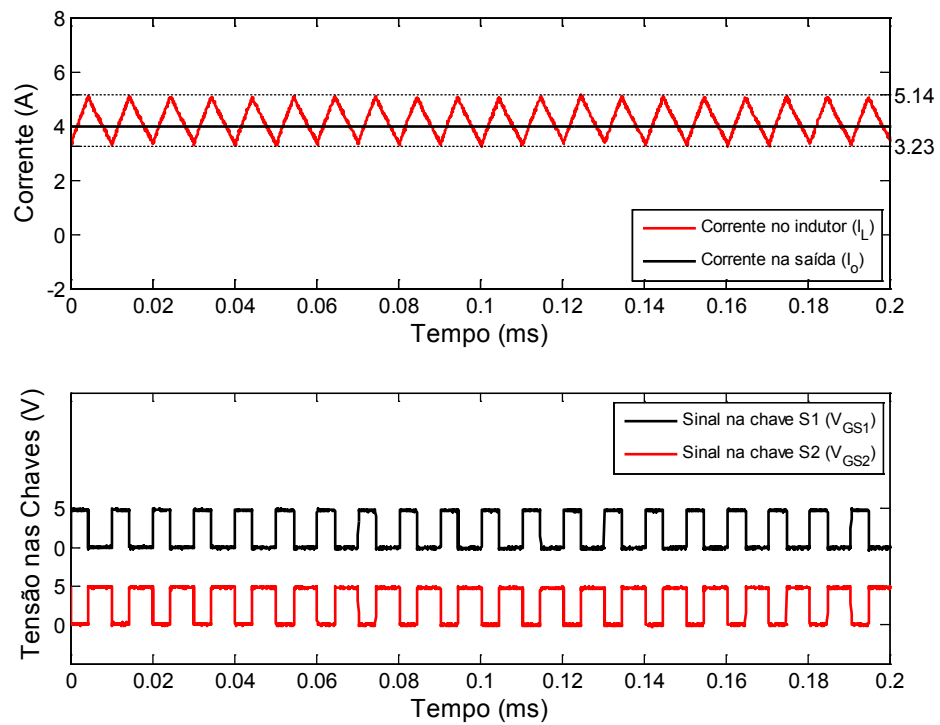 8
6
4
2
0
-2
Corrente (A)
5.14
3.23
Corrente no indutor (I_L)
Corrente na saída (I_o)
0 0.02 0.04 0.06 0.08 0.1 0.12 0.14 0.16 0.18 0.2
Tempo (ms)
Tensão nas Chaves (V)
Sinal na chave S1 (V_GS1)
Sinal na chave S2 (V_GS2)
5
0
5
0
0 0.02 0.04 0.06 0.08 0.1 0.12 0.14 0.16 0.18 0.2
Tempo (ms)